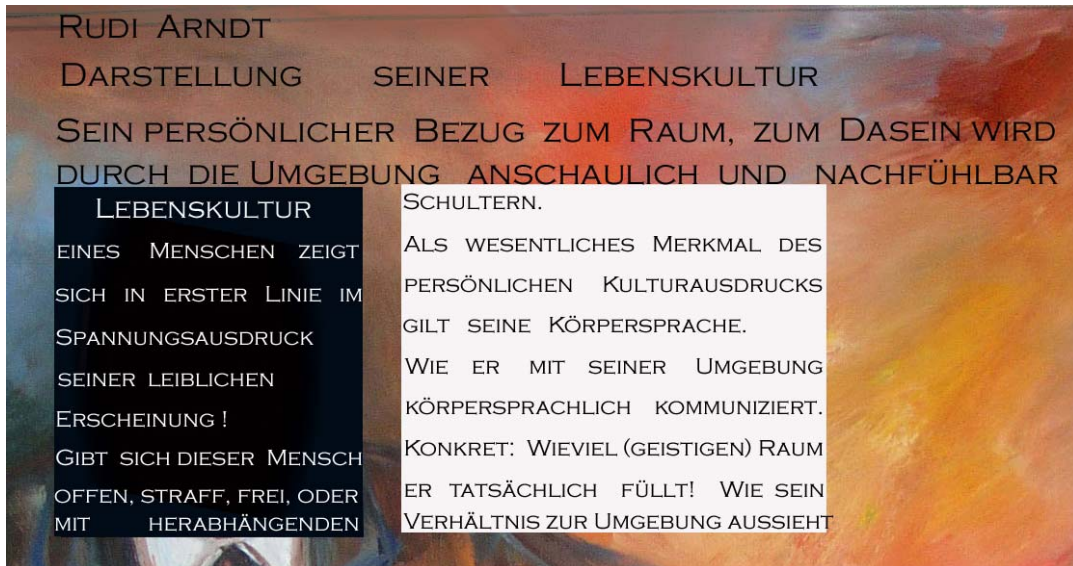 Rudi Arndt
Darstellung seiner Lebenskultur
Sein persönlicher Bezug zum Raum, zum Dasein wird
durch die Umgebung anschaulich und nachfühlbar
Lebenskultur
eines Menschen zeigt
sich in erster Linie im
Spannungsausdruck
seiner leiblichen
Erscheinung !
Gibt sich dieser Mensch
offen, straff, frei, oder
mit herabhängenden
Schultern.
Als wesentliches Merkmal des
persönlichen Kulturausdrucks
gilt seine Körpersprache.
Wie er mit seiner Umgebung
körpersprachlich kommuniziert.
Konkret: Wieviel (geistigen) Raum
er tatsächlich füllt! Wie sein
Verhältnis zur Umgebung aussieht